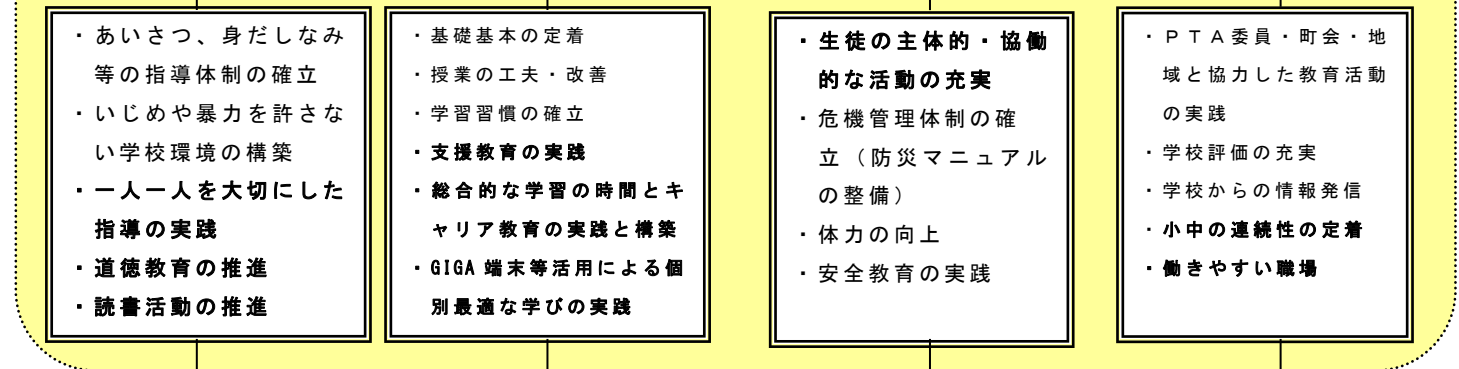 ・あいさつ、身だしなみ
等の指導体制の確立
・いじめや暴力を許さな
い学校環境の構築
・一人一人を大切にした
指導の実践
・道徳教育の推進
・読書活動の推進
・基礎基本の定着
・授業の工夫・改善
・学習習慣の確立
・支援教育の実践
・総合的な学習の時間とキ
ャリア教育の実践と構築
・GIGA 端末等活用による個
別最適な学びの実践
・生徒の主体的・協働
的な活動の充実
・危機管理体制の確
立（防災マニュアル
の整備）
・体力の向上
・安全教育の実践
・ＰＴＡ委員・町会・地
域と協力した教育活動
の実践
・学校評価の充実
・学校からの情報発信
・小中の連続性の定着
・働きやすい職場